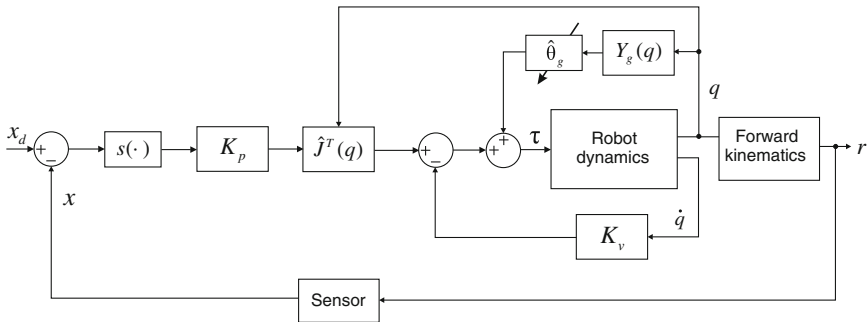 q
θ̂_g
Y_g(q)
x_d
+
−
s(·)
K_p
Ĵ^T(q)
+
−
+
+
τ
Robot
dynamics
q
Forward
kinematics
r
x
K_v
q̇
Sensor